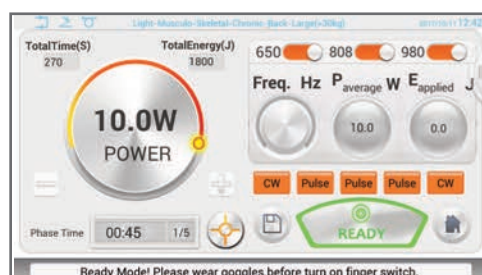 Light-Musculo-Skeletal-Chronic-Back-Large(>30kg)
12:42
TotalTime(S)
270
TotalEnergy(J)
1800
650
808
980
Freq. Hz
Paverage W
Eapplied J
10.0W
POWER
10.0
0.0
CW
Pulse
Pulse
Pulse
CW
Phase Time
00:45
1/5
READY
Ready Mode! Please wear goggles before turn on finger switch.